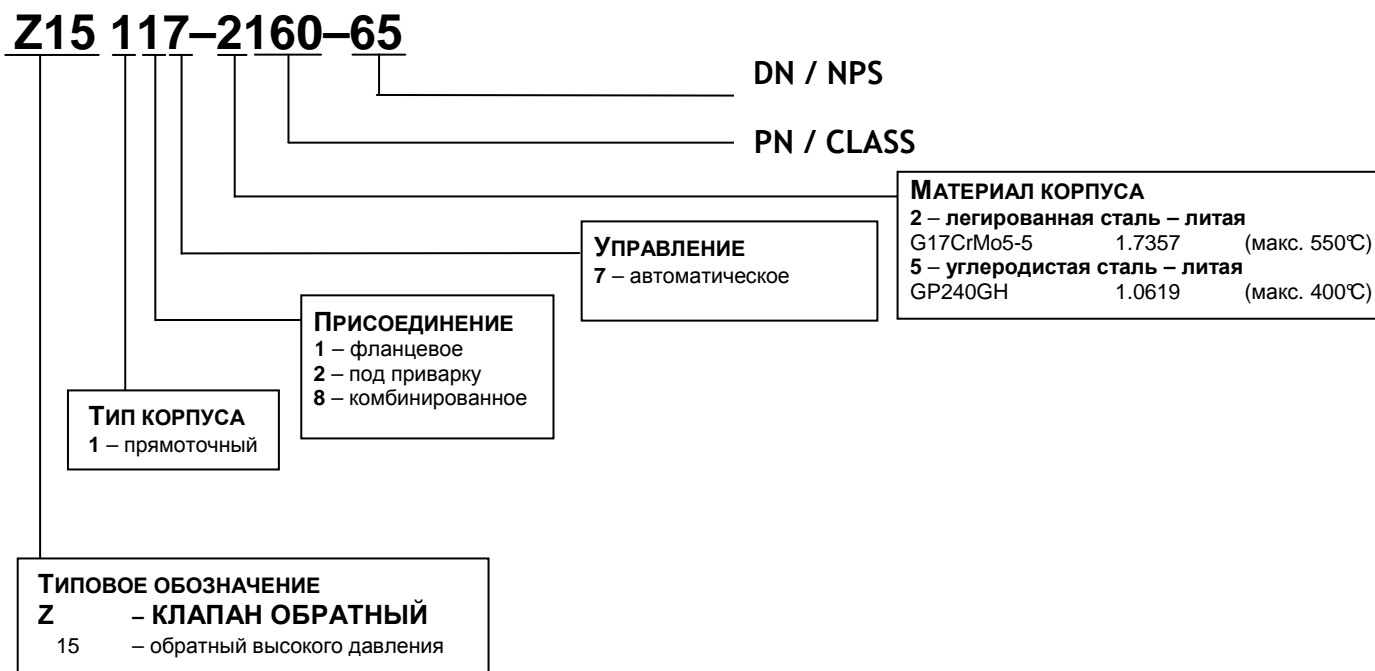 Z15 117–2160–65
DN / NPS
PN / CLASS
МАТЕРИАЛ КОРПУСА
2 – легированная сталь – литая
G17CrMo5-5 1.7357 (макс. 550°C)
5 – углеродистая сталь – литая
GP240GH 1.0619 (макс. 400°C)
УПРАВЛЕНИЕ
7 – автоматическое
ПРИСОЕДИНЕНИЕ
1 – фланцевое
2 – под приварку
8 – комбинированное
ТИП КОРПУСА
1 – прямоточный
ТИПОВОЕ ОБОЗНАЧЕНИЕ
Z – КЛАПАН ОБРАТНЫЙ
15 – обратный высокого давления